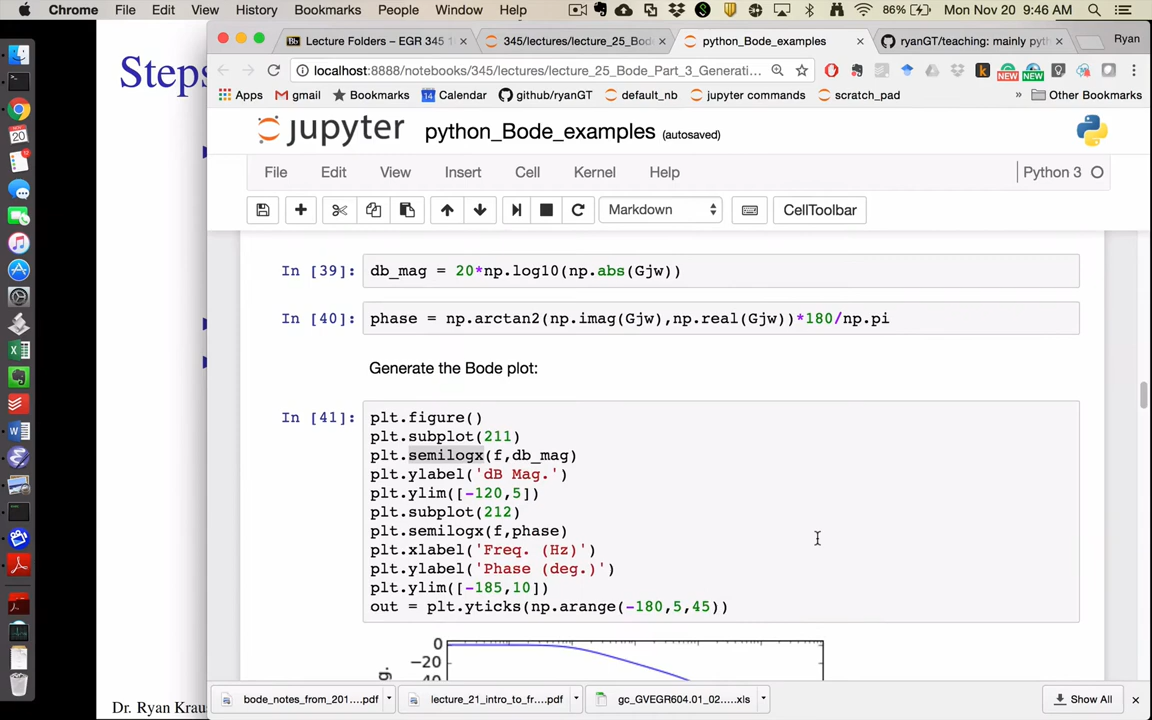 Chrome File Edit View History Bookmarks People Window Help 86% Mon Nov 20 9:46 AM
Lecture Folders – EGR 345 345/lectures/lecture_25_Bode_ python_Bode_examples ryanGT/teaching: mainly pyth Ryan
localhost:8888/notebooks/345/lectures/lecture_25_Bode_Part_3_Generati...
Apps gmail Bookmarks Calendar github/ryanGT default_nb jupyter commands scratch_pad » Other Bookmarks
Steps
jupyter python_Bode_examples (autosaved)
File Edit View Insert Cell Kernel Help Python 3
Markdown CellToolbar
In [39]: db_mag = 20*np.log10(np.abs(Gjw))
In [40]: phase = np.arctan2(np.imag(Gjw),np.real(Gjw))*180/np.pi
Generate the Bode plot:
In [41]: plt.figure()
plt.subplot(211)
plt.semilogx(f,db_mag)
plt.ylabel('dB Mag.')
plt.ylim([-120,5])
plt.subplot(212)
plt.semilogx(f,phase)
plt.xlabel('Freq. (Hz)')
plt.ylabel('Phase (deg.)')
plt.ylim([-185,10])
out = plt.yticks(np.arange(-180,5,45))
0
−20
bode_notes_from_201....pdf lecture_21_intro_to_fr....pdf gc_GVEGR604.01_02....xls Show All
Dr. Ryan Kraus